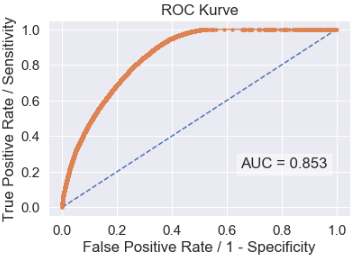 ROC Kurve
True Positive Rate / Sensitivity
1.0
0.8
0.6
0.4
0.2
0.0
AUC = 0.853
0.0 0.2 0.4 0.6 0.8 1.0
False Positive Rate / 1 - Specificity